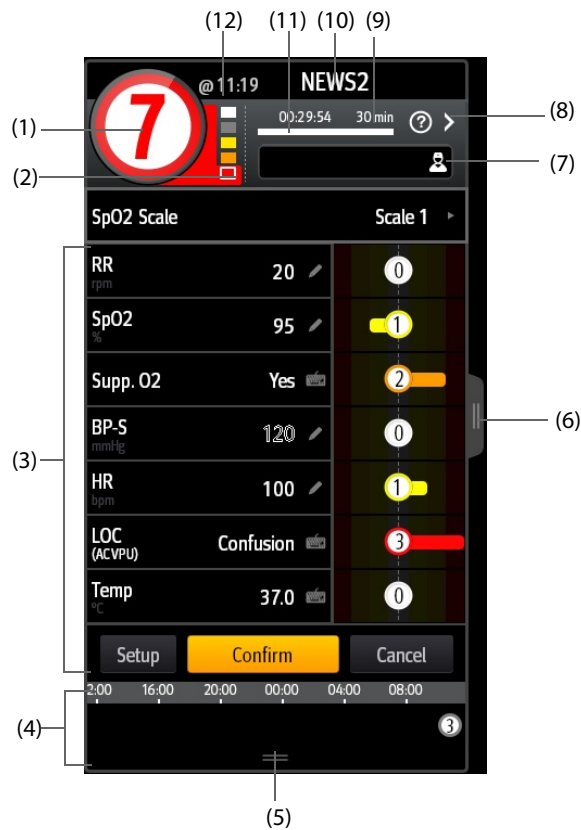 (12) (11) (10) (9)
@11:19 NEWS2
(1) 7 00:29:54 30 min ? (8)
(2) (7)
SpO2 Scale Scale 1
RR 20 0
rpm
SpO2 95 1
%
Supp. O2 Yes 2
(6)
BP-S 120 0
mmHg
(3)
HR 100 1
bpm
LOC Confusion 3
(ACVPU)
Temp 37.0 0
°C
Setup Confirm Cancel
2:00 16:00 20:00 00:00 04:00 08:00
(4) 3
(5)